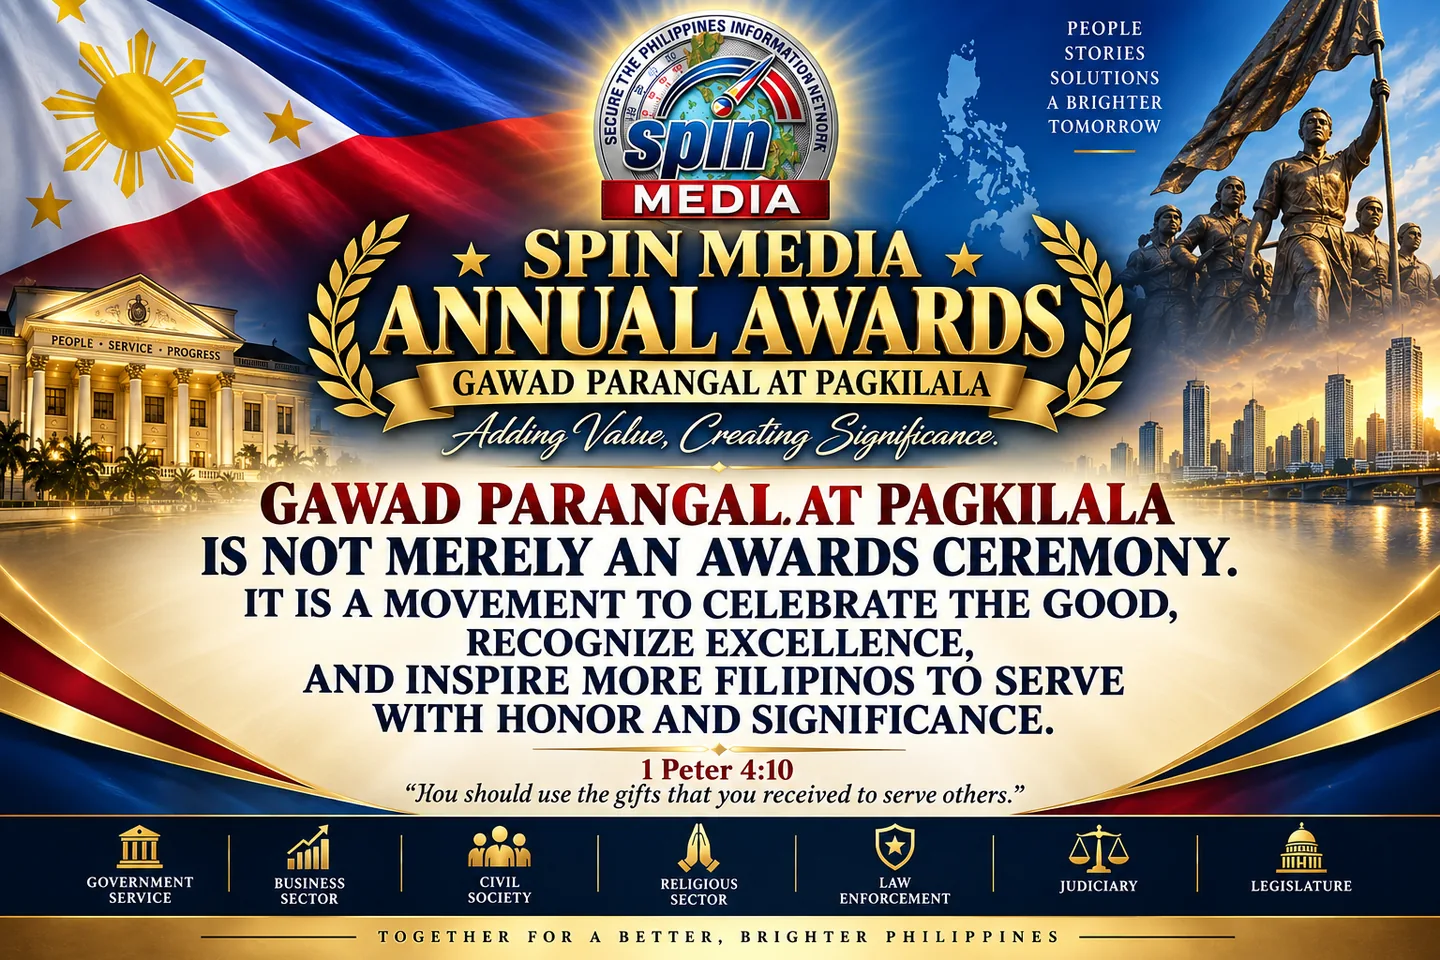 SECURE THE PHILIPPINES INFORMATION NETWORK
spin
MEDIA
PEOPLE
STORIES
SOLUTIONS
A BRIGHTER
TOMORROW
SPIN MEDIA
ANNUAL AWARDS
GAWAD PARANGAL AT PAGKILALA
Adding Value, Creating Significance.
PEOPLE • SERVICE • PROGRESS
GAWAD PARANGAL.AT PAGKILALA
IS NOT MERELY AN AWARDS CEREMONY.
IT IS A MOVEMENT TO CELEBRATE THE GOOD,
RECOGNIZE EXCELLENCE,
AND INSPIRE MORE FILIPINOS TO SERVE
WITH HONOR AND SIGNIFICANCE.
1 Peter 4:10
“Hou should use the gifts that you received to serve others.”
GOVERNMENT
SERVICE
BUSINESS
SECTOR
CIVIL
SOCIETY
RELIGIOUS
SECTOR
LAW
ENFORCEMENT
JUDICIARY
LEGISLATURE
TOGETHER FOR A BETTER, BRIGHTER PHILIPPINES